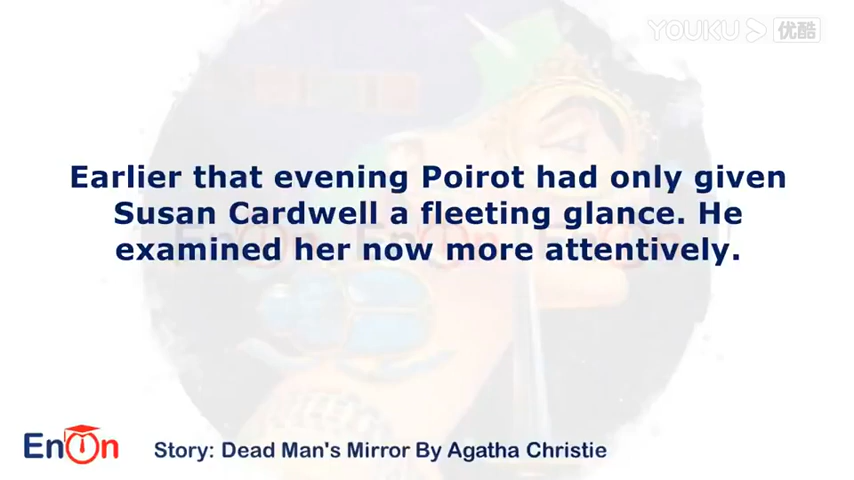 YOUKU 优酷
Earlier that evening Poirot had only given
Susan Cardwell a fleeting glance. He
examined her now more attentively.
EnOn
Story: Dead Man's Mirror By Agatha Christie